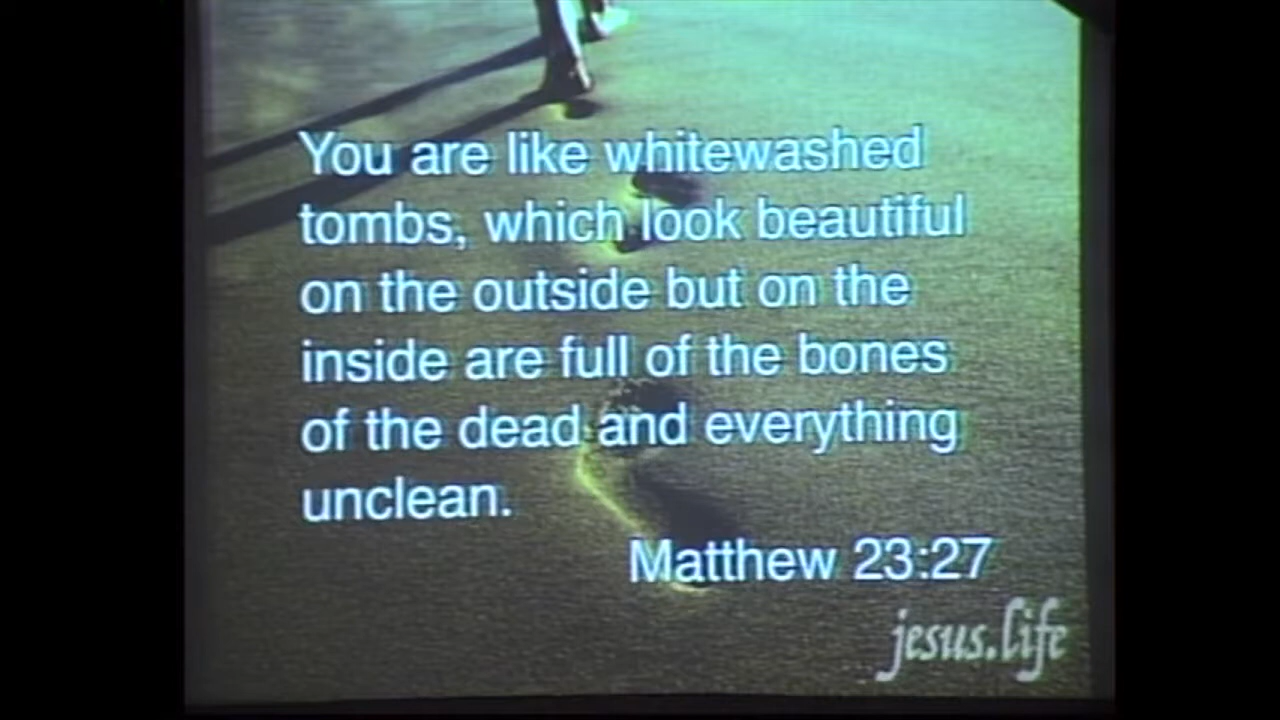 You are like whitewashed
tombs, which look beautiful
on the outside but on the
inside are full of the bones
of the dead and everything
unclean.
Matthew 23:27
jesus.life